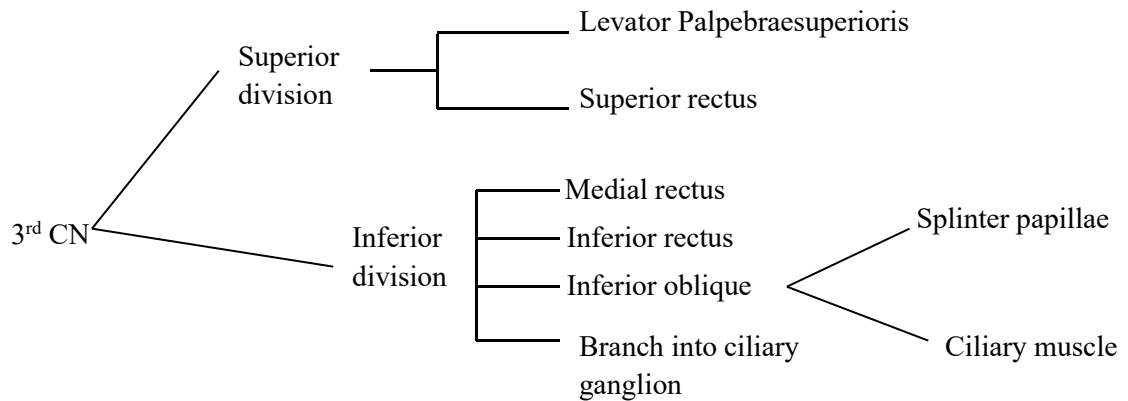 Levator Palpebraesuperioris
Superior
division
Superior rectus
Medial rectus
3rd CN
Inferior
division
Inferior rectus
Inferior oblique
Branch into ciliary
ganglion
Splinter papillae
Ciliary muscle